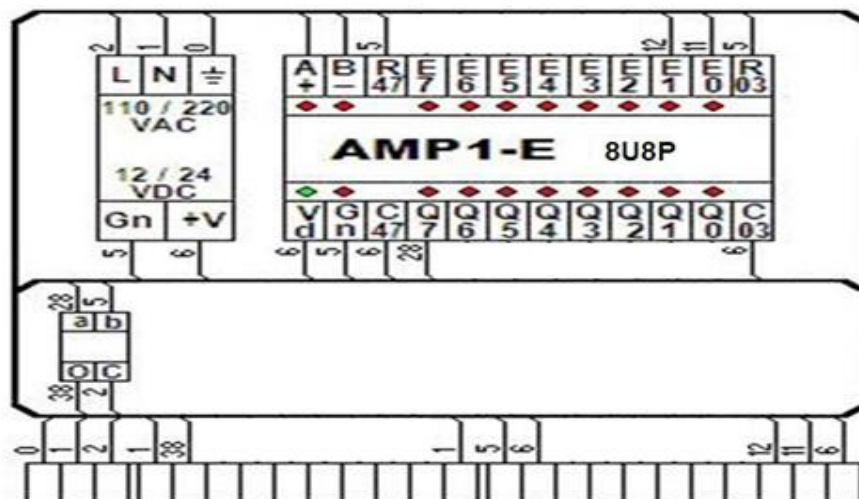 2 1 0 5 12 11 5
L N A B R E E E E E E E E R
+ – 47 7 6 5 4 3 2 1 0 03
110 / 220
VAC
AMP1-E 8U8P
12 / 24
VDC
Gn +V
V G C Q Q Q Q Q Q Q Q C
d n 47 7 6 5 4 3 2 1 0 03
5 6 6 5 6 28 6
28 5
a b
O C
38 2
0 1 2 1 38 1 5 6 12 11 6